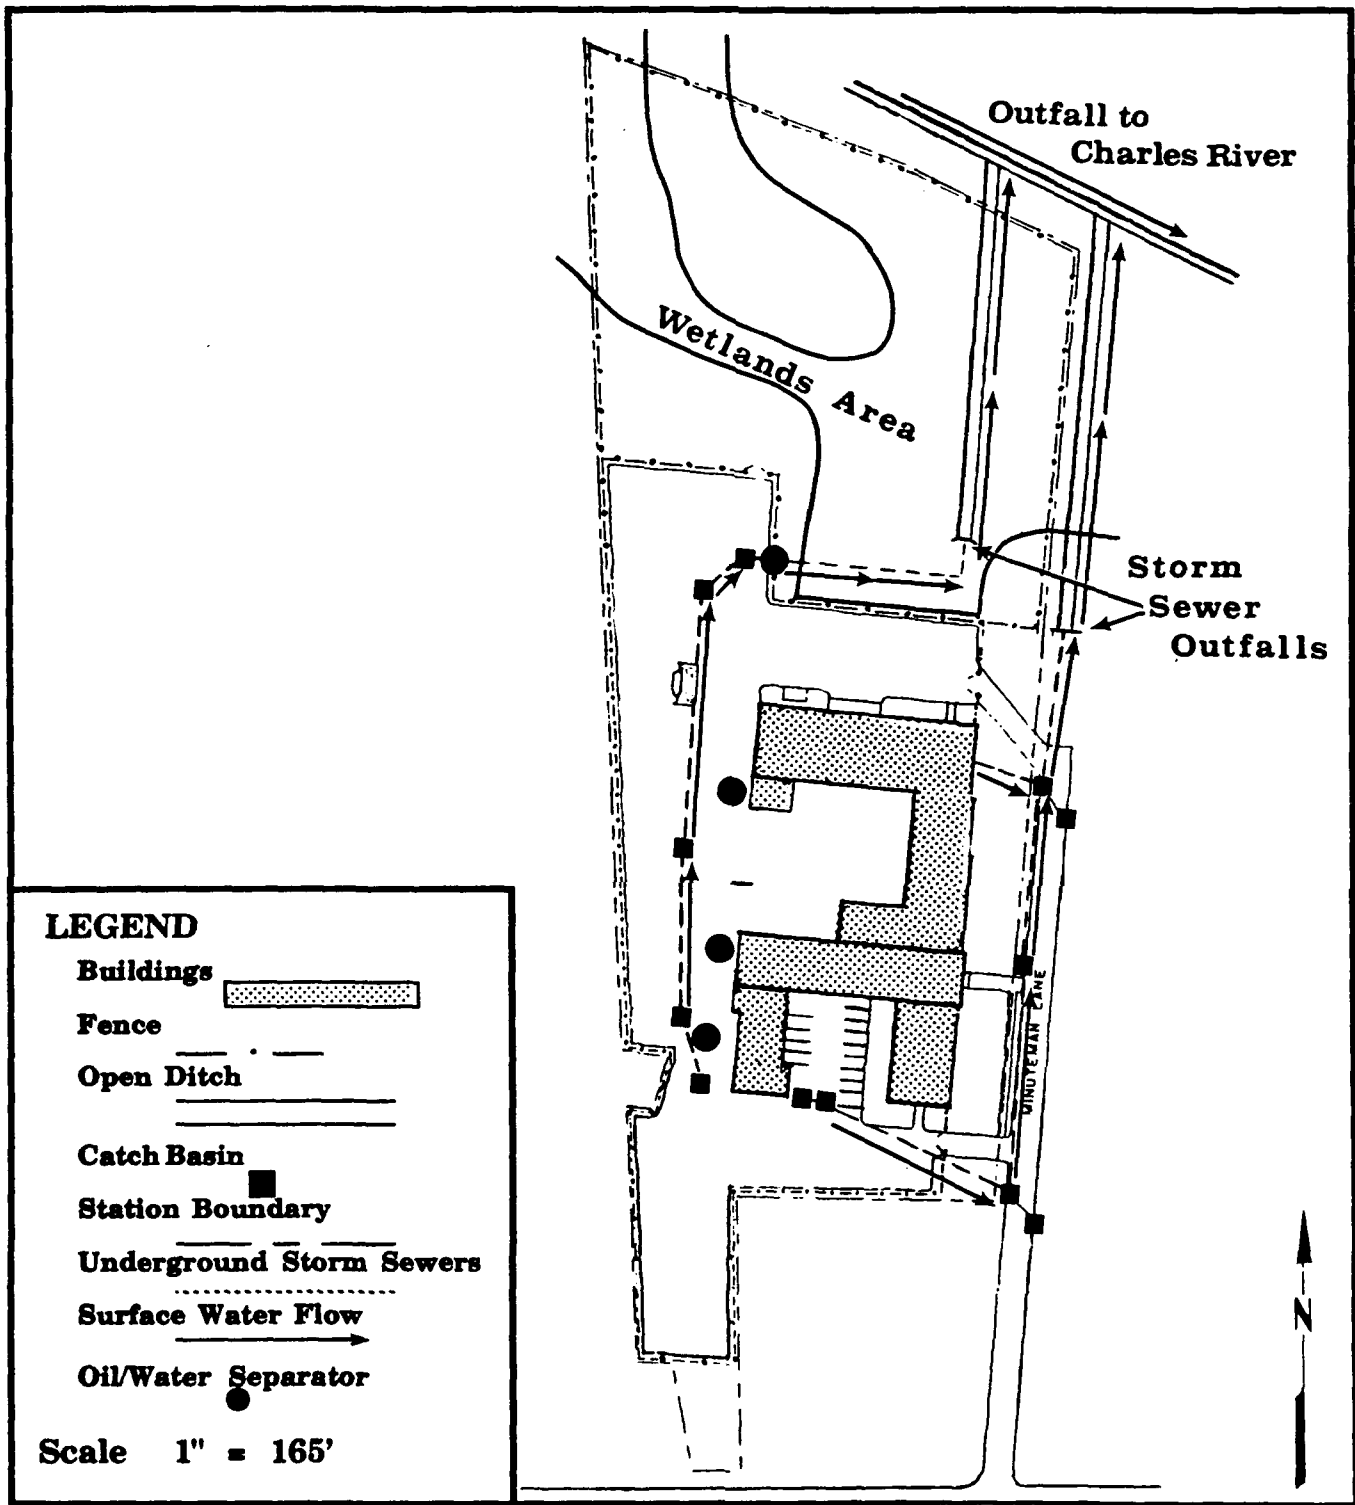 Outfall to
Charles River
Wetlands Area
Storm
Sewer
Outfalls
MINUTEMAN LANE
LEGEND
Buildings
Fence
Open Ditch
Catch Basin
Station Boundary
Underground Storm Sewers
Surface Water Flow
Oil/Water Separator
Scale 1" = 165'
N